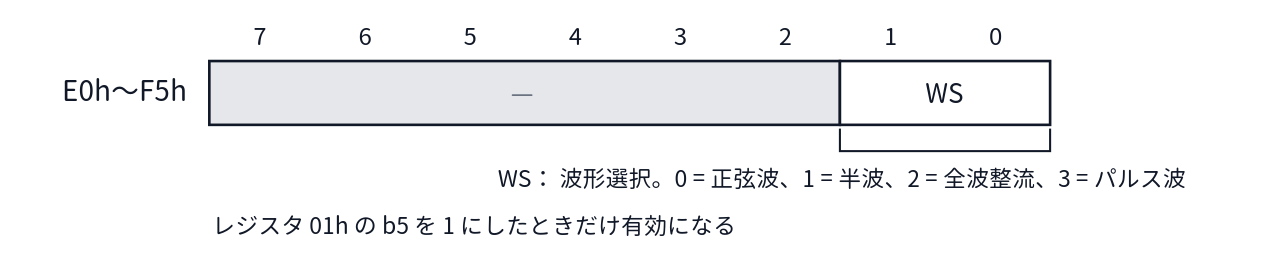 7 6 5 4 3 2 1 0
E0h～F5h — WS
WS： 波形選択。0 = 正弦波、1 = 半波、2 = 全波整流、3 = パルス波
レジスタ 01h の b5 を 1 にしたときだけ有効になる